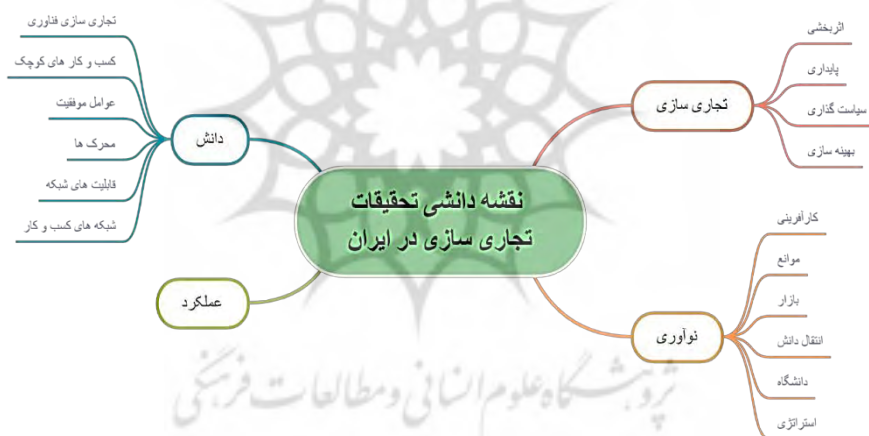 نقشه دانشی تحقیقات
تجاری سازی در ایران
تجاری سازی
اثربخشی
پایداری
سیاست گذاری
بهینه سازی
نوآوری
کارآفرینی
موانع
بازار
انتقال دانش
دانشگاه
استراتژی
دانش
تجاری سازی فناوری
کسب و کار های کوچک
عوامل موفقیت
محرک ها
قابلیت های شبکه
شبکه های کسب و کار
عملکرد
پژوهشگاه علوم انسانی و مطالعات فرهنگی